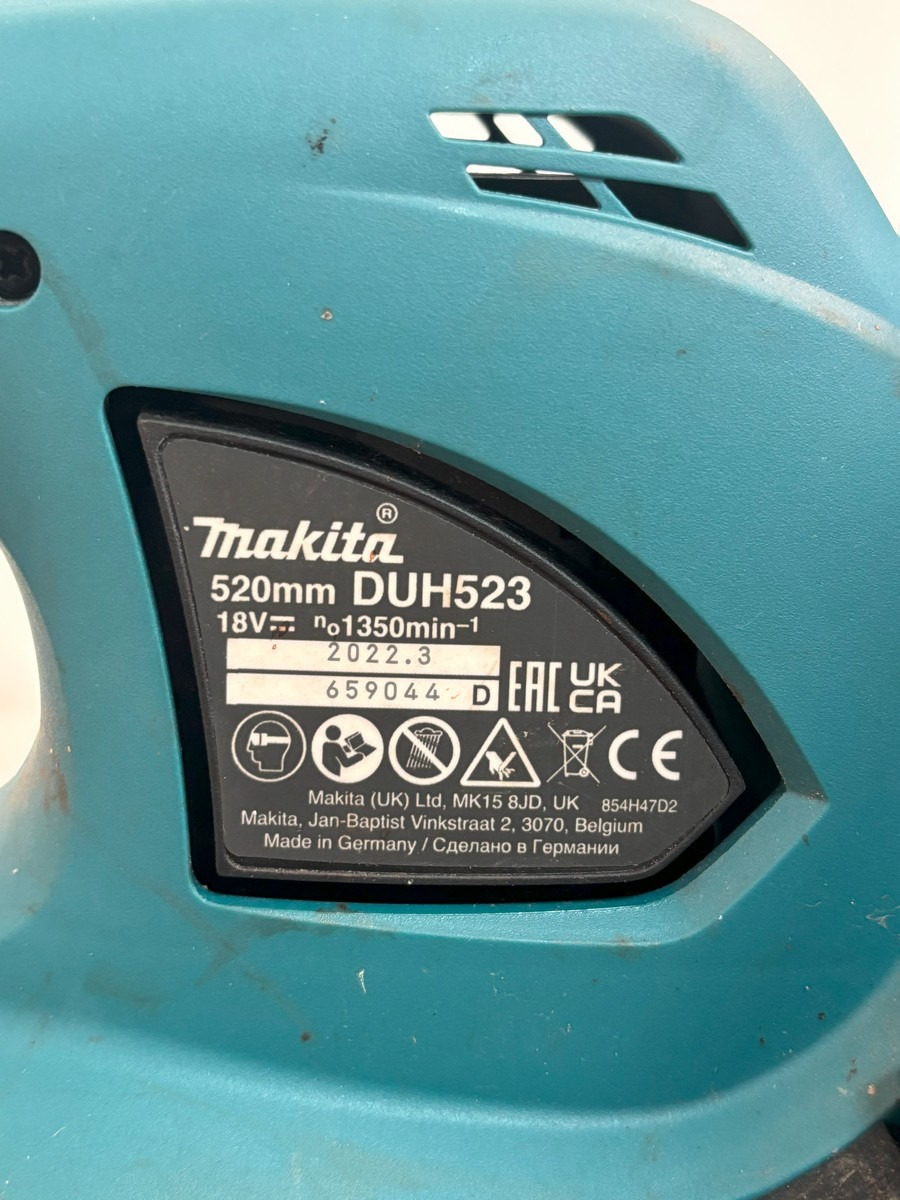 makita®
520mm DUH523
18V⎓ n₀1350min⁻¹
2022.3
659044 D EAC UK CA
CE
Makita (UK) Ltd, MK15 8JD, UK 854H47D2
Makita, Jan-Baptist Vinkstraat 2, 3070, Belgium
Made in Germany / Сделано в Германии